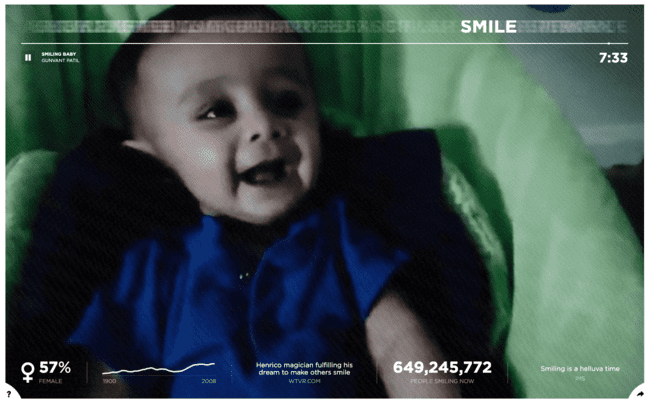 SMILE
SMILING BABY
GUNVANT PATIL
7:33
57%
FEMALE
1900
2008
Henrico magician fulfilling his
dream to make others smile
WTVR.COM
649,245,772
PEOPLE SMILING NOW
Smiling is a helluva time
?